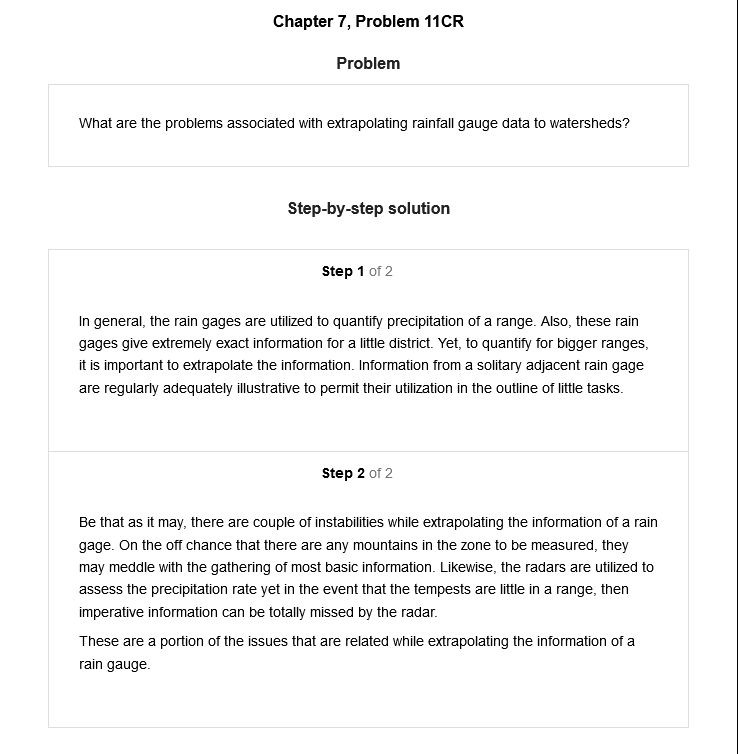 Chapter 7, Problem 11CR
Problem
What are the problems associated with extrapolating rainfall gauge data to watersheds?
Step-by-step solution
Step 1 of 2
In general, the rain gages are utilized to quantify precipitation of a range. Also, these rain
gages give extremely exact information for a little district. Yet, to quantify for bigger ranges,
it is important to extrapolate the information. Information from a solitary adjacent rain gage
are regularly adequately illustrative to permit their utilization in the outline of little tasks.
Step 2 of 2
Be that as it may, there are couple of instabilities while extrapolating the information of a rain
gage. On the off chance that there are any mountains in the zone to be measured, they
may meddle with the gathering of most basic information. Likewise, the radars are utilized to
assess the precipitation rate yet in the event that the tempests are little in a range, then
imperative information can be totally missed by the radar.
These are a portion of the issues that are related while extrapolating the information of a
rain gauge.